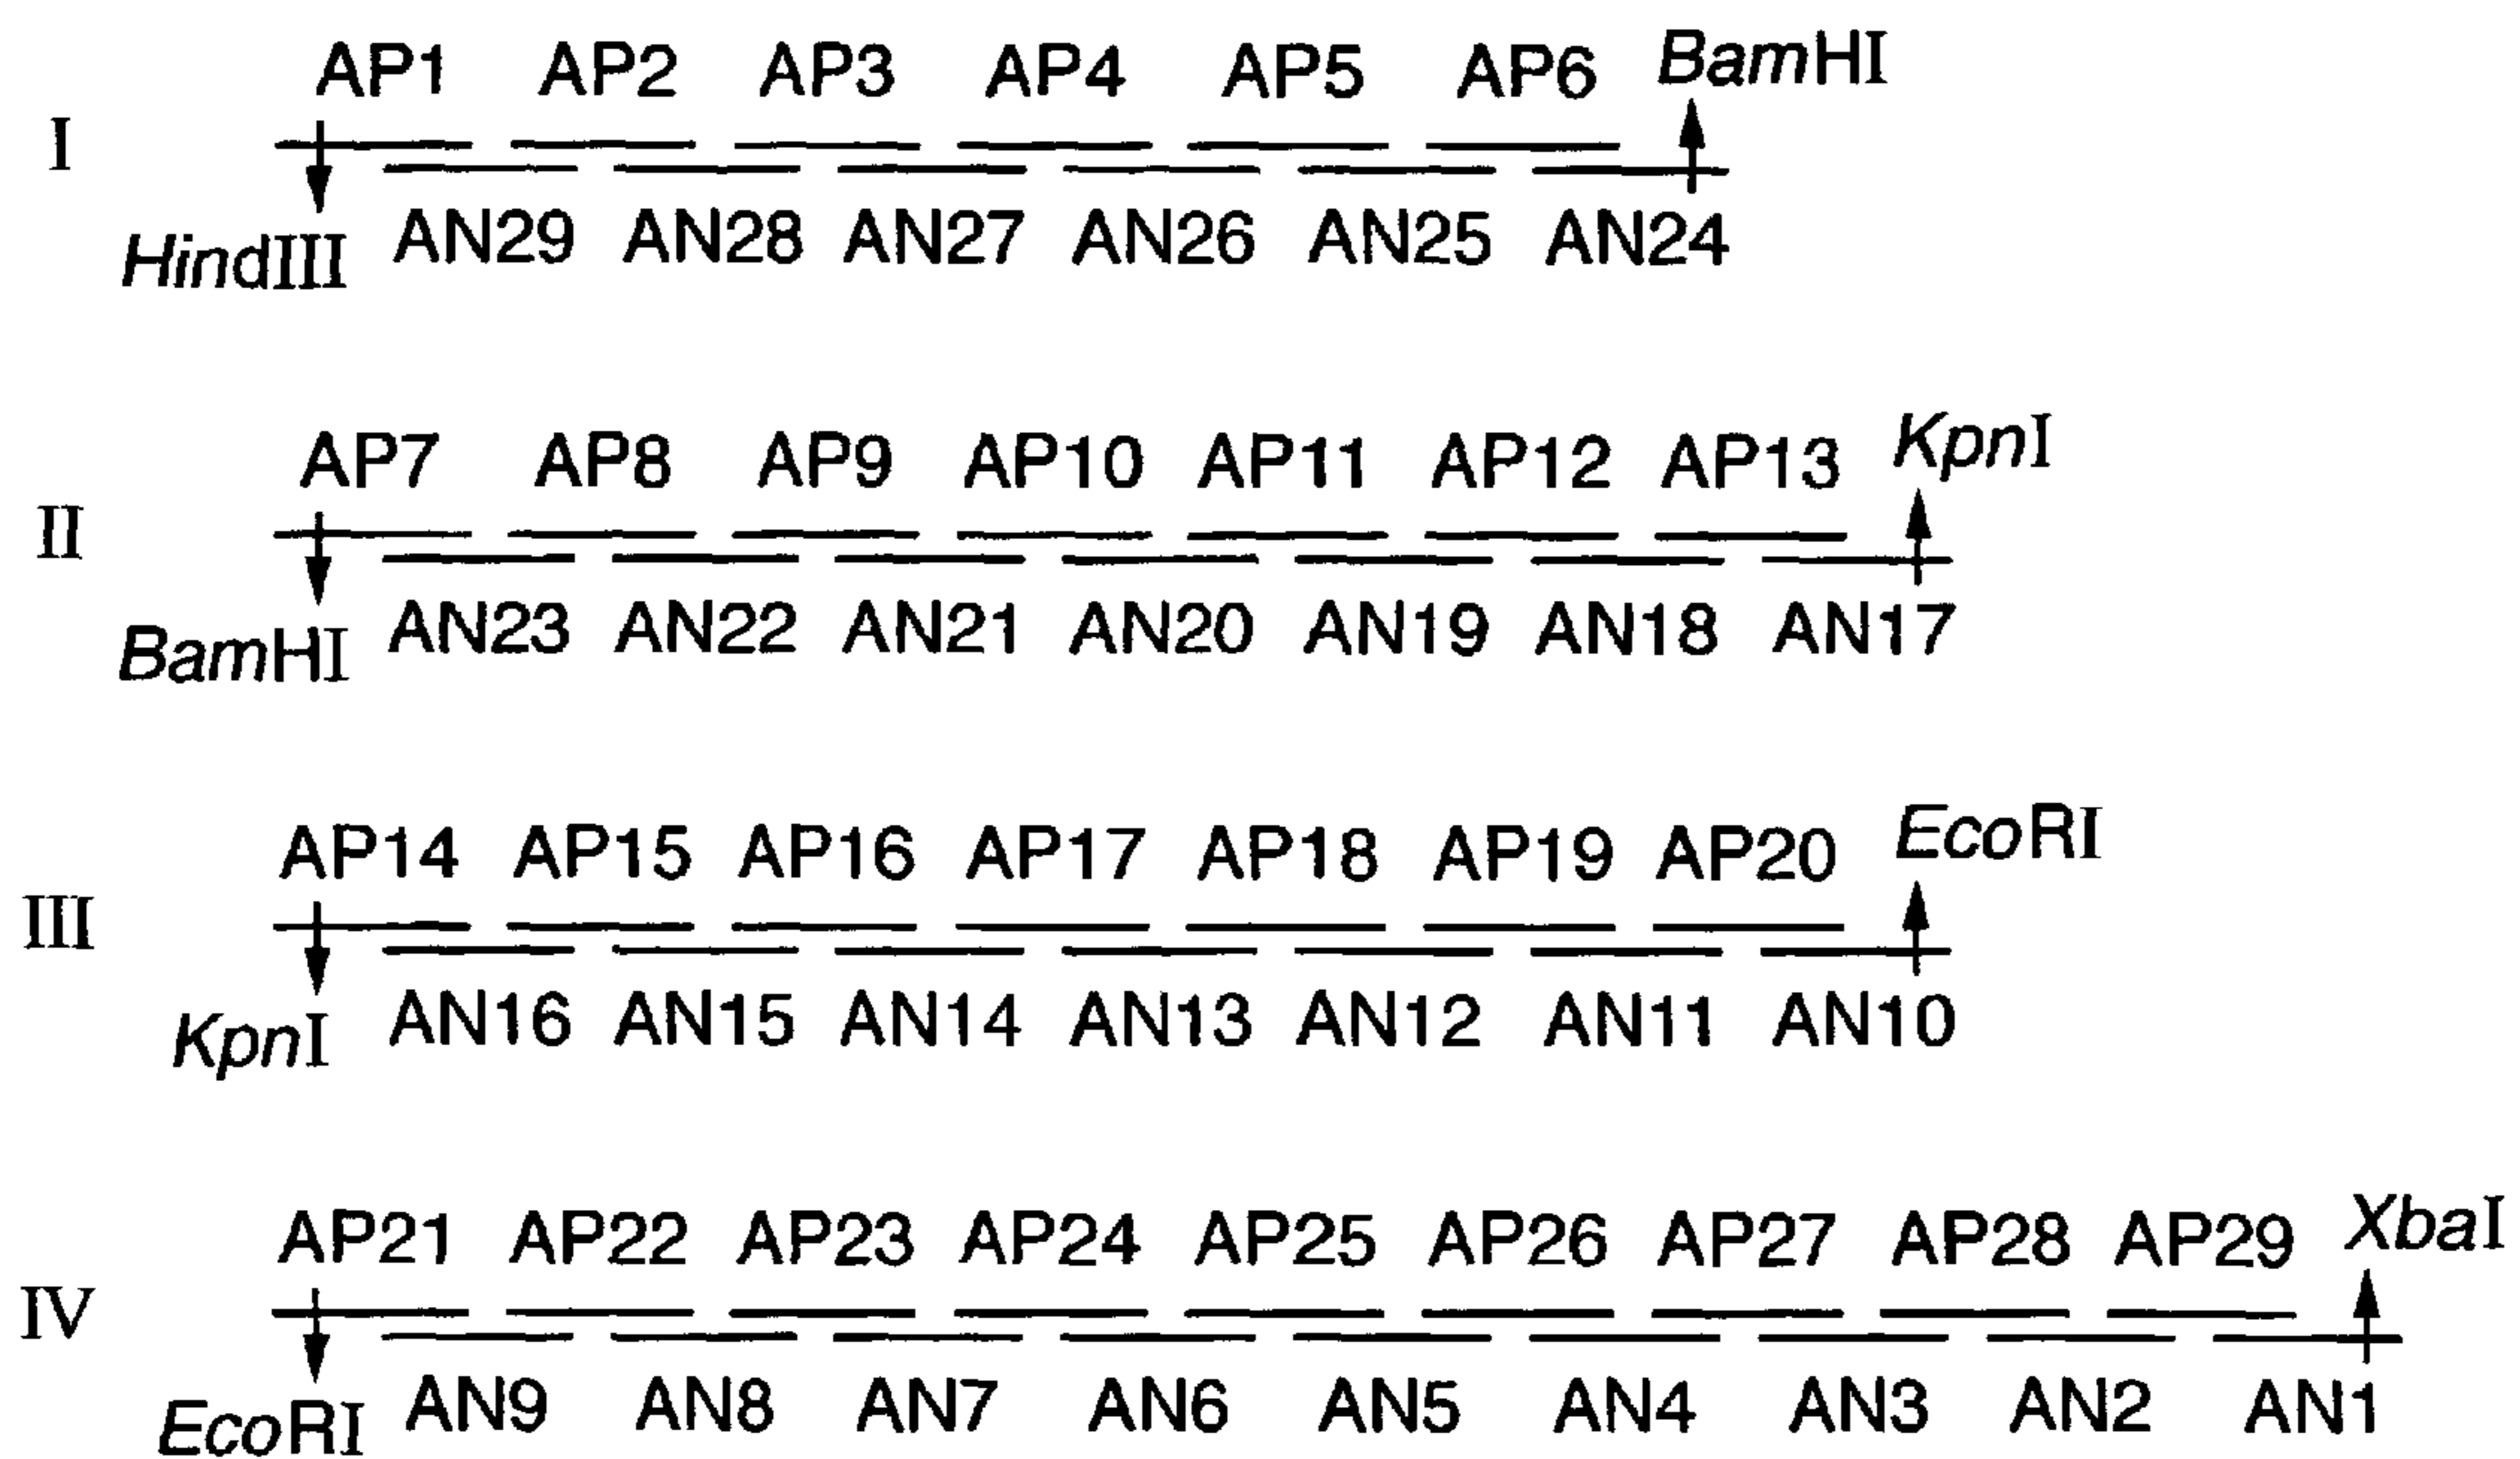 AP1 AP2 AP3 AP4 AP5 AP6 BamHI
I
HindIII AN29 AN28 AN27 AN26 AN25 AN24
AP7 AP8 AP9 AP10 AP11 AP12 AP13 KpnI
II
BamHI AN23 AN22 AN21 AN20 AN19 AN18 AN17
AP14 AP15 AP16 AP17 AP18 AP19 AP20 EcoRI
III
KpnI AN16 AN15 AN14 AN13 AN12 AN11 AN10
AP21 AP22 AP23 AP24 AP25 AP26 AP27 AP28 AP29 XbaI
IV
EcoRI AN9 AN8 AN7 AN6 AN5 AN4 AN3 AN2 AN1